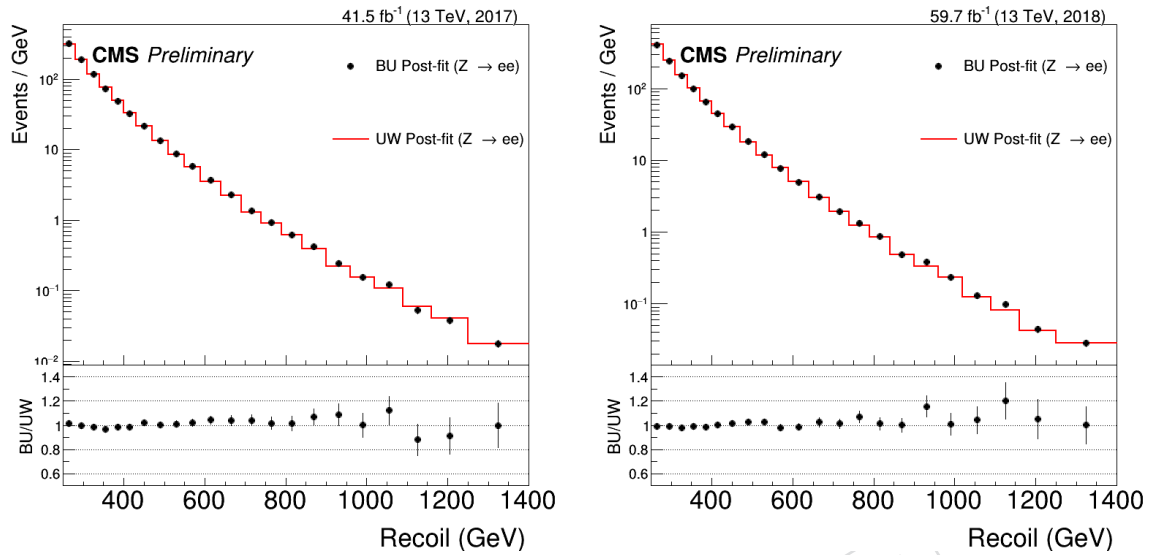 41.5 fb⁻¹ (13 TeV, 2017)
Events / GeV
CMS Preliminary
BU Post-fit (Z → ee)
UW Post-fit (Z → ee)
10²
10
1
10⁻¹
10⁻²
BU/UW
1.4
1.2
1
0.8
0.6
400 600 800 1000 1200 1400
Recoil (GeV)
59.7 fb⁻¹ (13 TeV, 2018)
Events / GeV
CMS Preliminary
BU Post-fit (Z → ee)
UW Post-fit (Z → ee)
10²
10
1
10⁻¹
BU/UW
1.4
1.2
1
0.8
0.6
400 600 800 1000 1200 1400
Recoil (GeV)